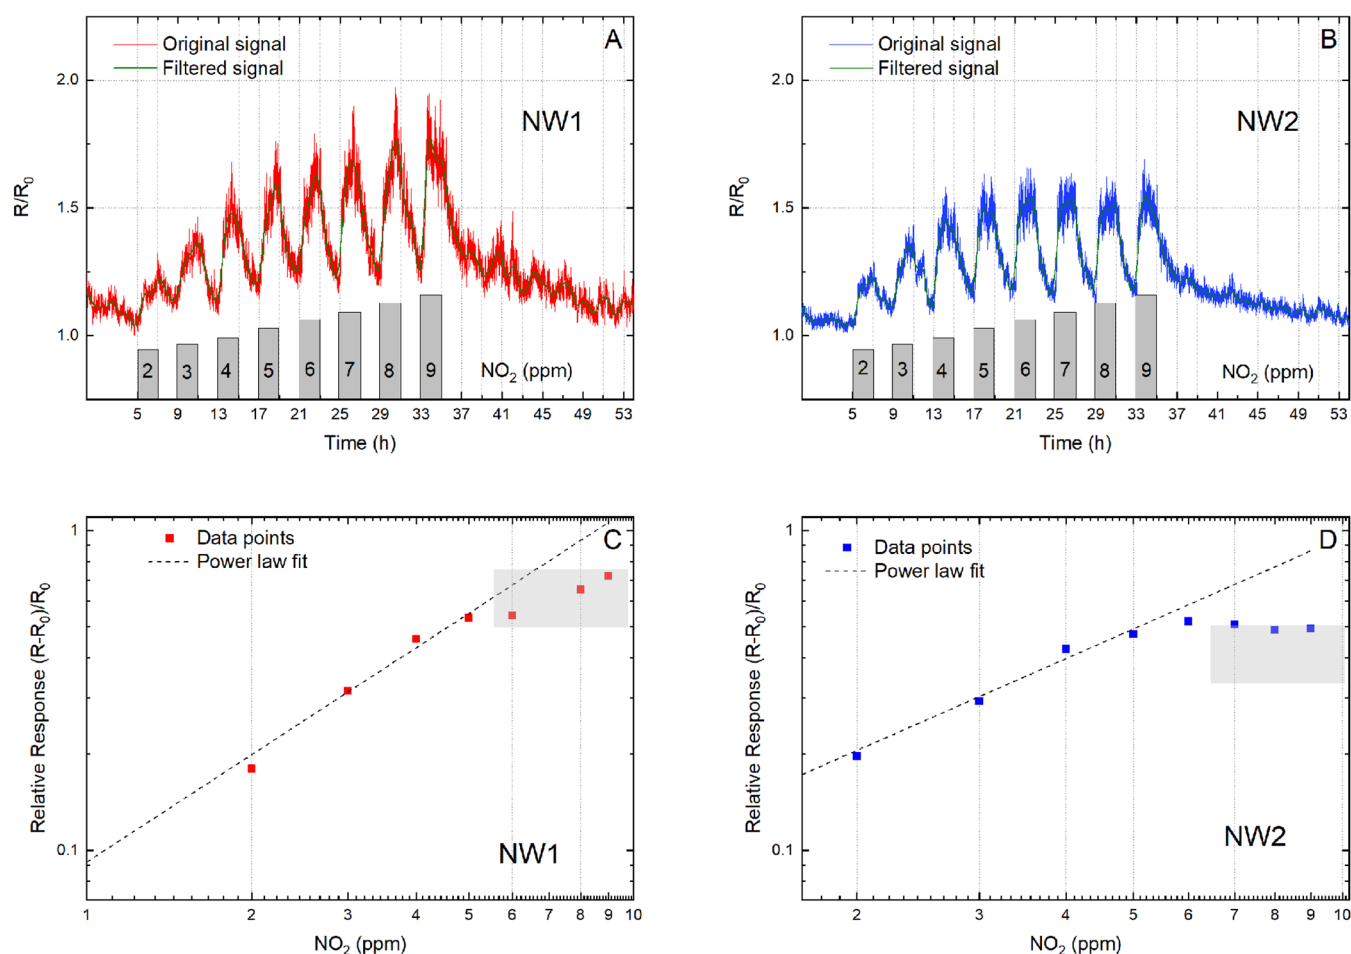 A
Original signal
Filtered signal
NW1
R/R0
2.0
1.5
1.0
2 3 4 5 6 7 8 9 NO2 (ppm)
5 9 13 17 21 25 29 33 37 41 45 49 53
Time (h)
B
Original signal
Filtered signal
NW2
R/R0
2.0
1.5
1.0
2 3 4 5 6 7 8 9 NO2 (ppm)
5 9 13 17 21 25 29 33 37 41 45 49 53
Time (h)
C
Data points
Power law fit
Relative Response (R-R0)/R0
1
0.1
NW1
1 2 3 4 5 6 7 8 9 10
NO2 (ppm)
D
Data points
Power law fit
Relative Response (R-R0)/R0
1
0.1
NW2
2 3 4 5 6 7 8 9 10
NO2 (ppm)